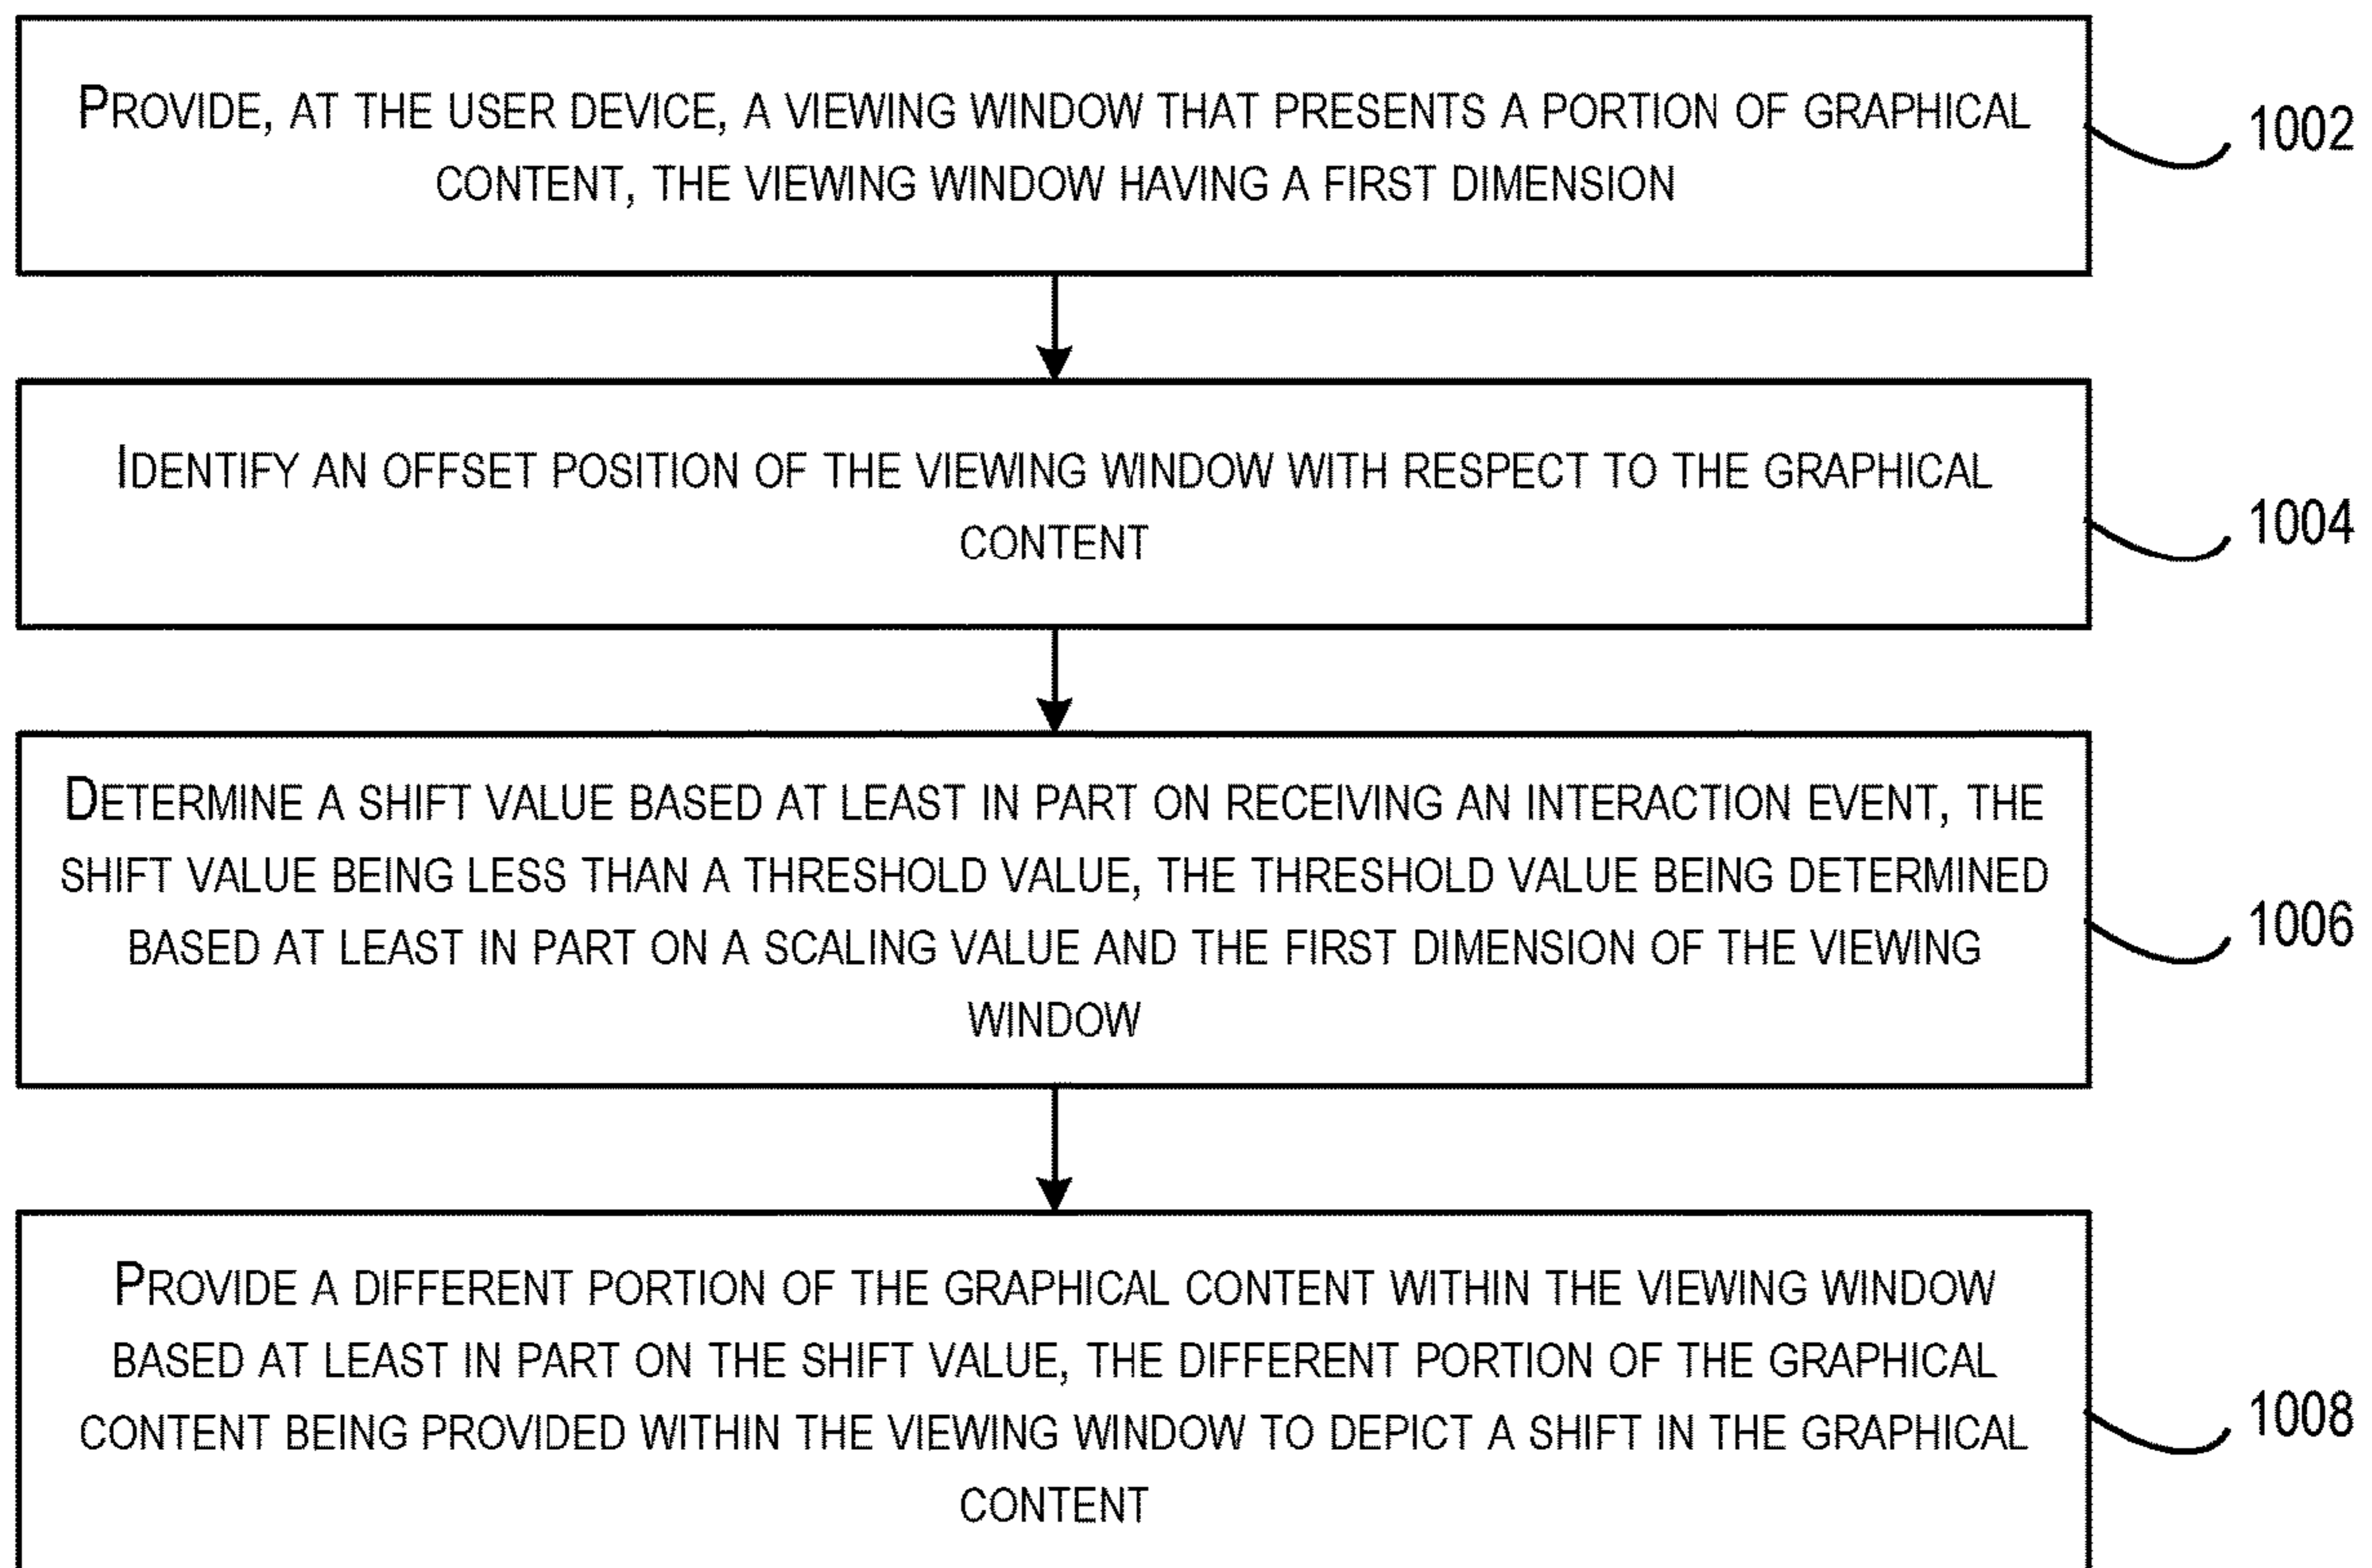 PROVIDE, AT THE USER DEVICE, A VIEWING WINDOW THAT PRESENTS A PORTION OF GRAPHICAL
CONTENT, THE VIEWING WINDOW HAVING A FIRST DIMENSION
1002
IDENTIFY AN OFFSET POSITION OF THE VIEWING WINDOW WITH RESPECT TO THE GRAPHICAL
CONTENT
1004
DETERMINE A SHIFT VALUE BASED AT LEAST IN PART ON RECEIVING AN INTERACTION EVENT, THE
SHIFT VALUE BEING LESS THAN A THRESHOLD VALUE, THE THRESHOLD VALUE BEING DETERMINED
BASED AT LEAST IN PART ON A SCALING VALUE AND THE FIRST DIMENSION OF THE VIEWING
WINDOW
1006
PROVIDE A DIFFERENT PORTION OF THE GRAPHICAL CONTENT WITHIN THE VIEWING WINDOW
BASED AT LEAST IN PART ON THE SHIFT VALUE, THE DIFFERENT PORTION OF THE GRAPHICAL
CONTENT BEING PROVIDED WITHIN THE VIEWING WINDOW TO DEPICT A SHIFT IN THE GRAPHICAL
CONTENT
1008